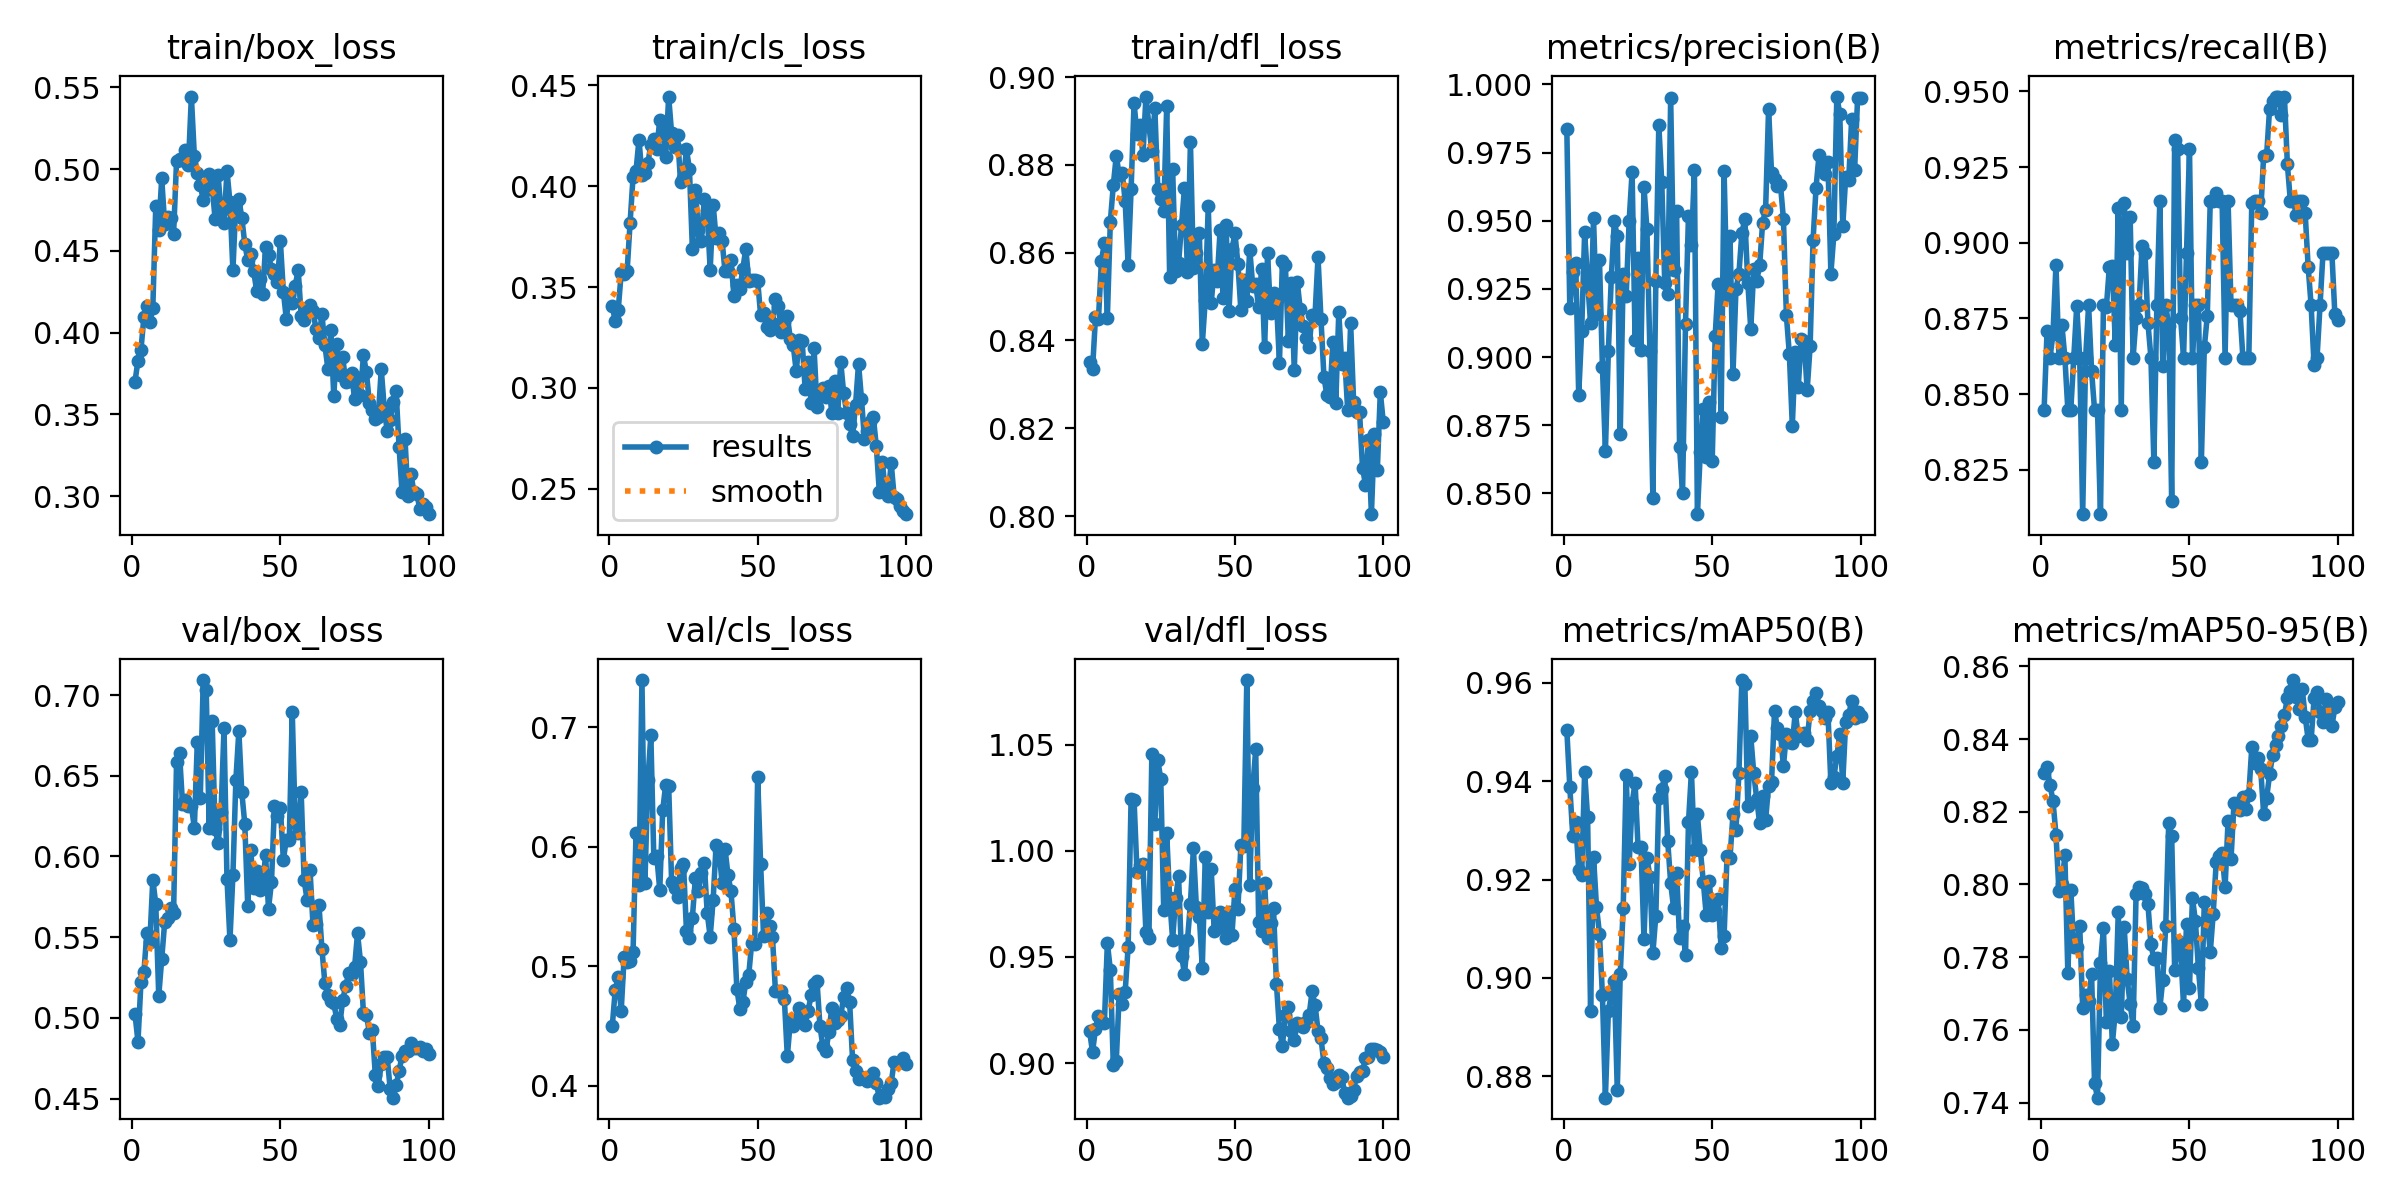 train/box_loss
train/cls_loss
train/dfl_loss
metrics/precision(B)
metrics/recall(B)
0.55
0.50
0.45
0.40
0.35
0.30
0 50 100
0.45
0.40
0.35
0.30
0.25
results
smooth
0 50 100
0.90
0.88
0.86
0.84
0.82
0.80
0 50 100
1.000
0.975
0.950
0.925
0.900
0.875
0.850
0 50 100
0.950
0.925
0.900
0.875
0.850
0.825
0 50 100
val/box_loss
val/cls_loss
val/dfl_loss
metrics/mAP50(B)
metrics/mAP50-95(B)
0.70
0.65
0.60
0.55
0.50
0.45
0 50 100
0.7
0.6
0.5
0.4
0 50 100
1.05
1.00
0.95
0.90
0 50 100
0.96
0.94
0.92
0.90
0.88
0 50 100
0.86
0.84
0.82
0.80
0.78
0.76
0.74
0 50 100